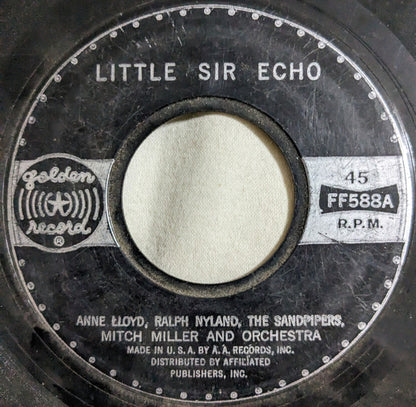 LITTLE SIR ECHO
golden
record
®
45
FF588A
R.P.M.
ANNE LLOYD, RALPH NYLAND, THE SANDPIPERS,
MITCH MILLER AND ORCHESTRA
MADE IN U.S.A. BY A.A. RECORDS, INC.
DISTRIBUTED BY AFFILIATED
PUBLISHERS, INC.